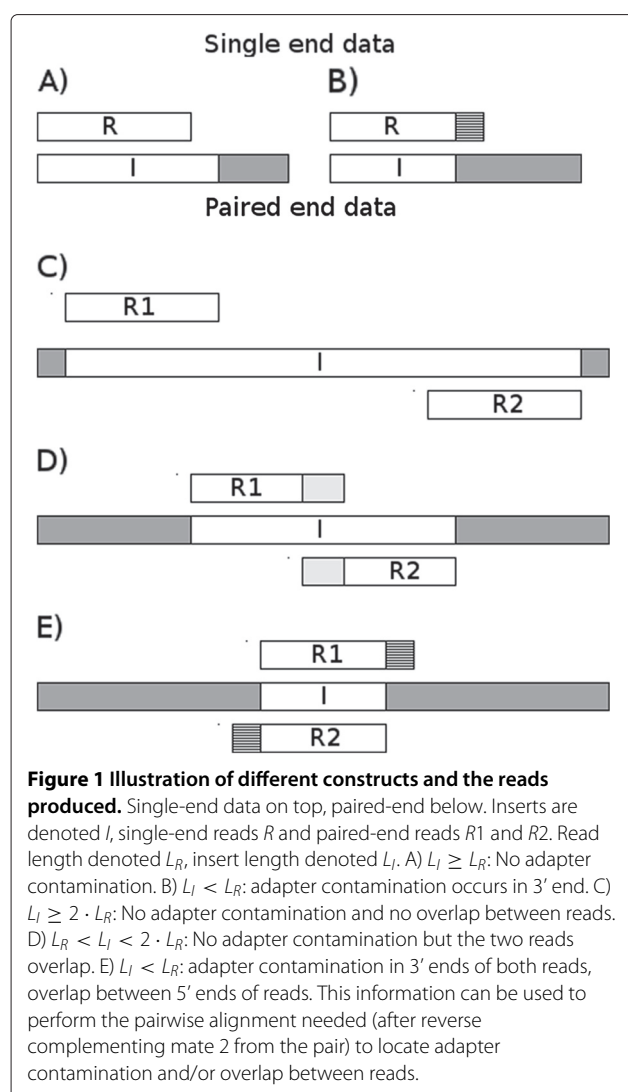 Single end data
A) B)
R R
I I
Paired end data
C)
R1
I
R2
D)
R1
I
R2
E)
R1
I
R2
Figure 1 Illustration of different constructs and the reads
produced. Single-end data on top, paired-end below. Inserts are
denoted I, single-end reads R and paired-end reads R1 and R2. Read
length denoted L_R, insert length denoted L_I. A) L_I ≥ L_R: No adapter
contamination. B) L_I < L_R: adapter contamination occurs in 3′ end. C)
L_I ≥ 2 · L_R: No adapter contamination and no overlap between reads.
D) L_R < L_I < 2 · L_R: No adapter contamination but the two reads
overlap. E) L_I < L_R: adapter contamination in 3′ ends of both reads,
overlap between 5′ ends of reads. This information can be used to
perform the pairwise alignment needed (after reverse
complementing mate 2 from the pair) to locate adapter
contamination and/or overlap between reads.